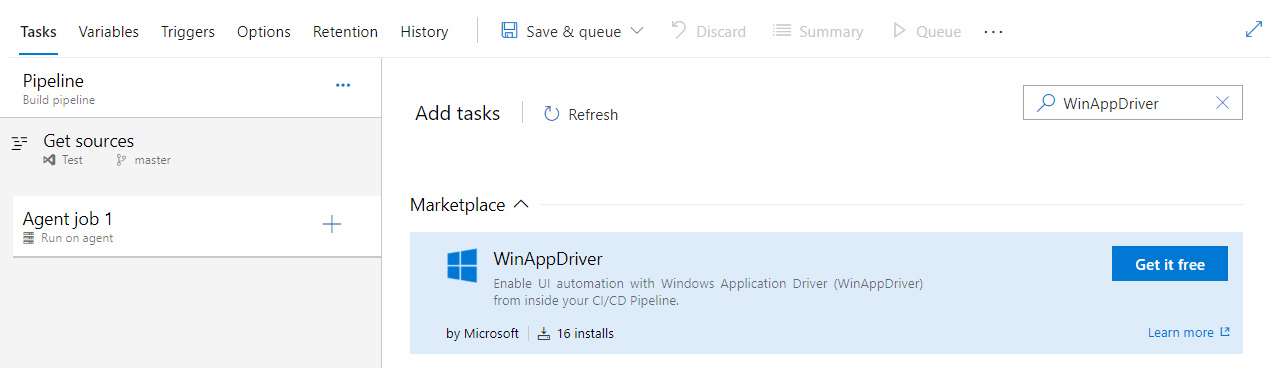 Tasks Variables Triggers Options Retention History Save & queue Discard Summary Queue ...
Pipeline ...
Build pipeline
Get sources
Test master
Agent job 1
Run on agent
Add tasks Refresh WinAppDriver
Marketplace
WinAppDriver
Enable UI automation with Windows Application Driver (WinAppDriver)
from inside your CI/CD Pipeline.
Get it free
by Microsoft 16 installs
Learn more